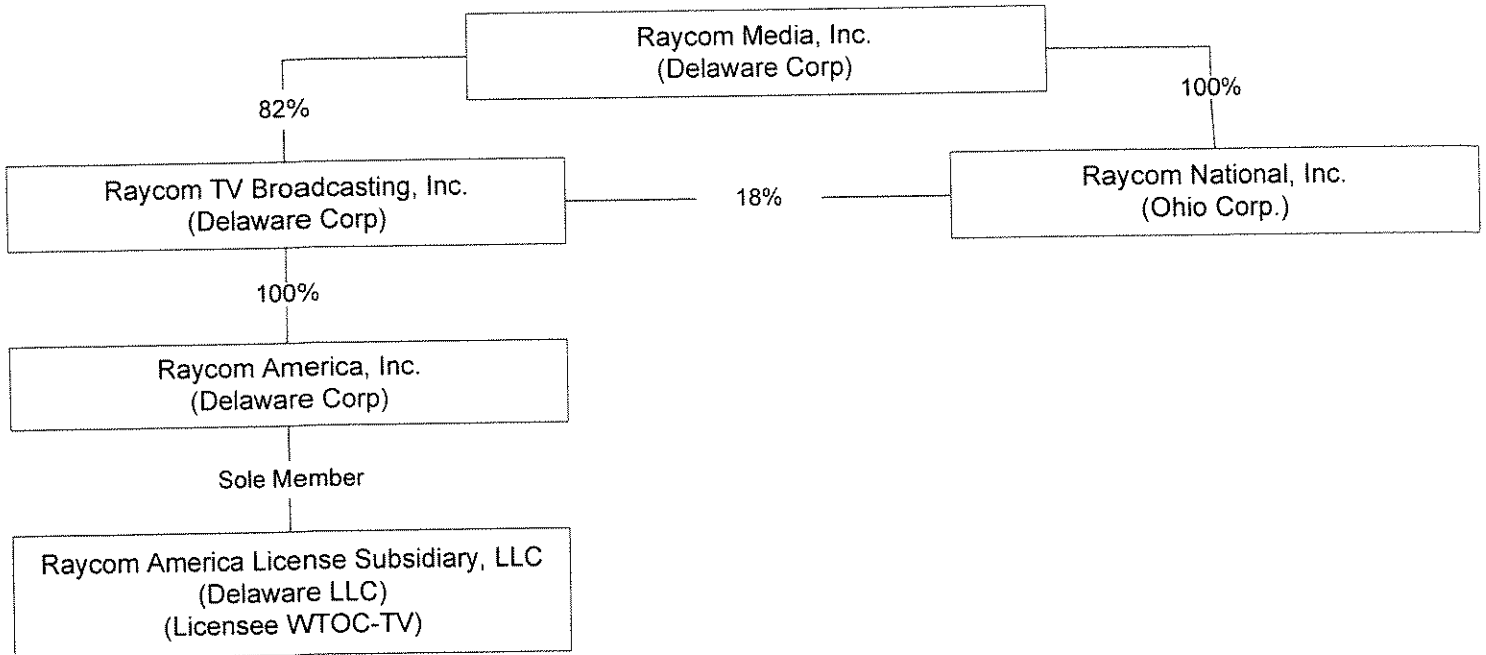 Raycom Media, Inc.
(Delaware Corp)
82%
100%
Raycom TV Broadcasting, Inc.
(Delaware Corp)
18%
Raycom National, Inc.
(Ohio Corp.)
100%
Raycom America, Inc.
(Delaware Corp)
Sole Member
Raycom America License Subsidiary, LLC
(Delaware LLC)
(Licensee WTOC-TV)